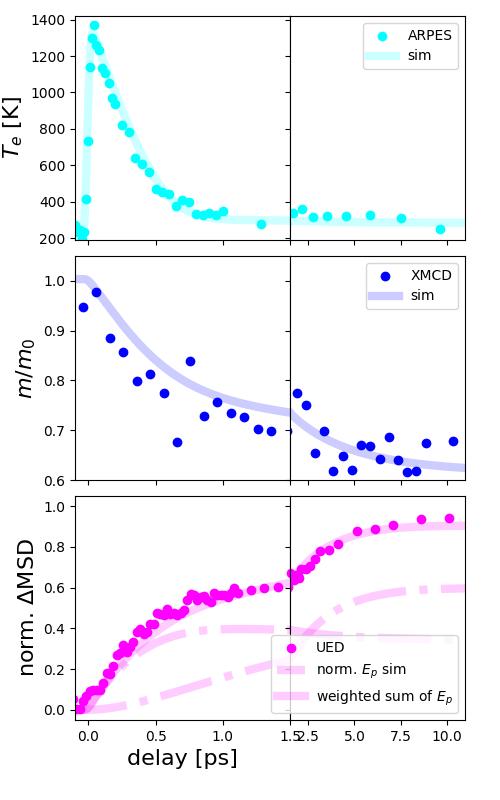 1400
1200
1000
800
600
400
200
T_e [K]
ARPES
sim
1.0
0.9
0.8
0.7
0.6
m/m_0
XMCD
sim
1.0
0.8
0.6
0.4
0.2
0.0
norm. ΔMSD
UED
norm. E_p sim
weighted sum of E_p
0.0 0.5 1.0 1.5 2.5 5.0 7.5 10.0
delay [ps]